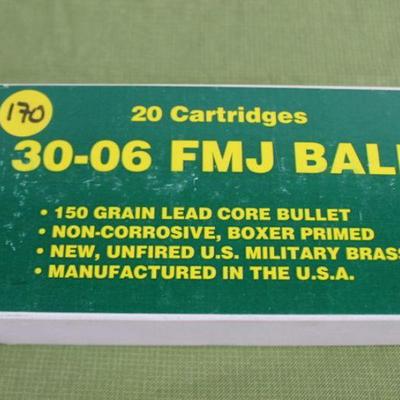 170
20 Cartridges
30-06 FMJ BALL
• 150 GRAIN LEAD CORE BULLET
• NON-CORROSIVE, BOXER PRIMED
• NEW, UNFIRED U.S. MILITARY BRASS
• MANUFACTURED IN THE U.S.A.